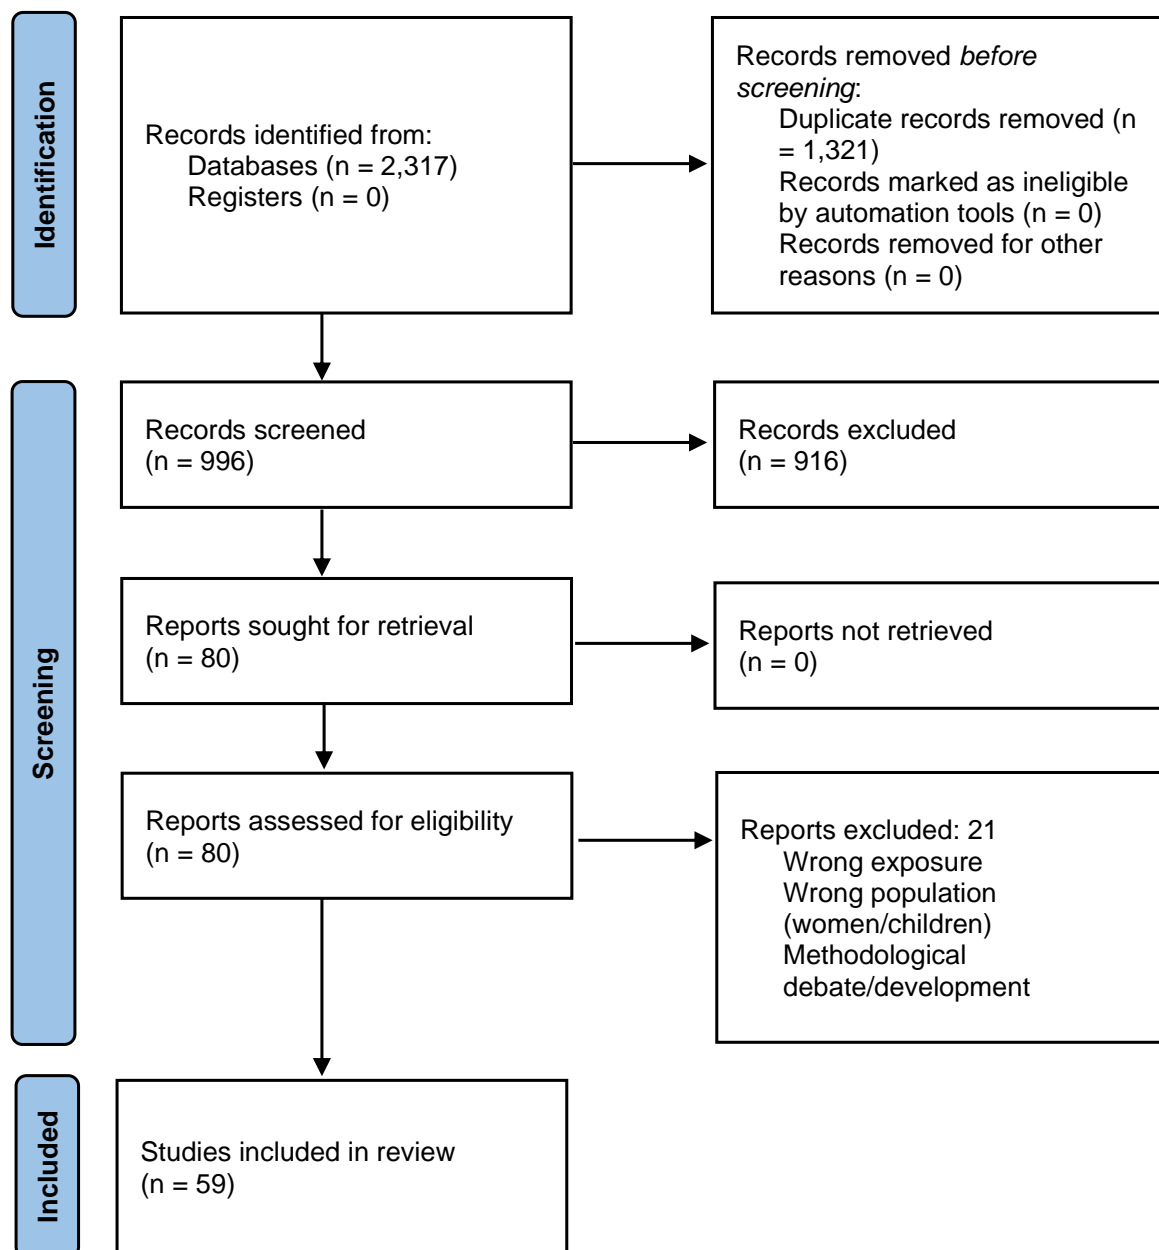 Identification
Records identified from:
Databases (n = 2,317)
Registers (n = 0)
Records removed before
screening:
Duplicate records removed (n
= 1,321)
Records marked as ineligible
by automation tools (n = 0)
Records removed for other
reasons (n = 0)
Screening
Records screened
(n = 996)
Records excluded
(n = 916)
Reports sought for retrieval
(n = 80)
Reports not retrieved
(n = 0)
Reports assessed for eligibility
(n = 80)
Reports excluded: 21
Wrong exposure
Wrong population
(women/children)
Methodological
debate/development
Included
Studies included in review
(n = 59)